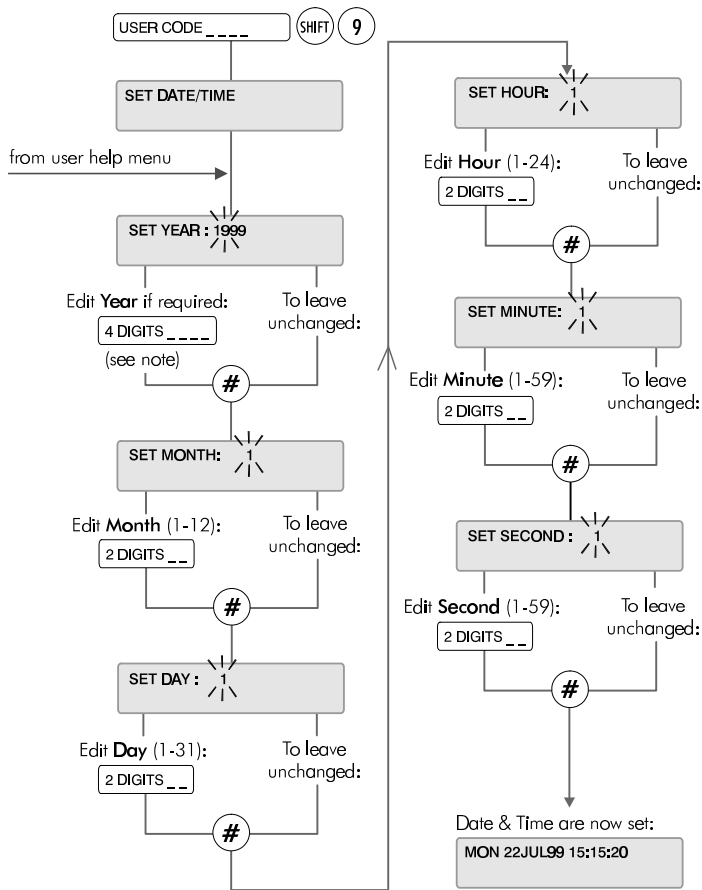 USER CODE _ _ _ _ SHIFT 9
SET DATE/TIME
from user help menu
SET YEAR : 1999
Edit Year if required:
4 DIGITS _ _ _ _
(see note)
To leave
unchanged:
#
SET MONTH: 1
Edit Month (1-12):
2 DIGITS _ _
To leave
unchanged:
#
SET DAY : 1
Edit Day (1-31):
2 DIGITS _ _
To leave
unchanged:
#
SET HOUR: 1
Edit Hour (1-24):
2 DIGITS _ _
To leave
unchanged:
#
SET MINUTE: 1
Edit Minute (1-59):
2 DIGITS _ _
To leave
unchanged:
#
SET SECOND : 1
Edit Second (1-59):
2 DIGITS _ _
To leave
unchanged:
#
Date & Time are now set:
MON 22JUL99 15:15:20